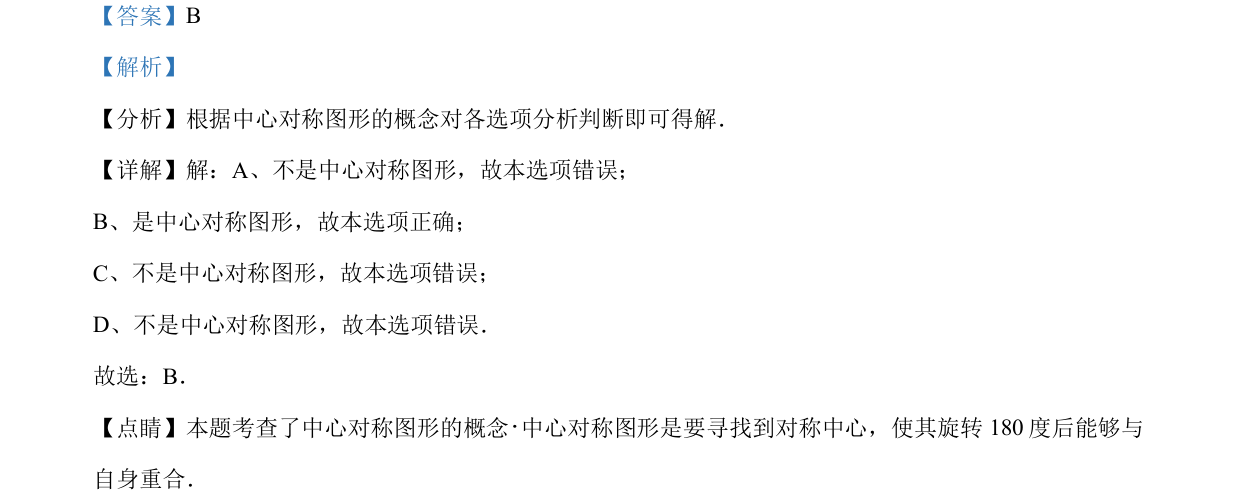 【答案】B
【解析】
【分析】根据中心对称图形的概念对各选项分析判断即可得解．
【详解】解：A、不是中心对称图形，故本选项错误；
B、是中心对称图形，故本选项正确；
C、不是中心对称图形，故本选项错误；
D、不是中心对称图形，故本选项错误．
故选：B．
【点睛】本题考查了中心对称图形的概念·中心对称图形是要寻找到对称中心，使其旋转 180 度后能够与
自身重合．